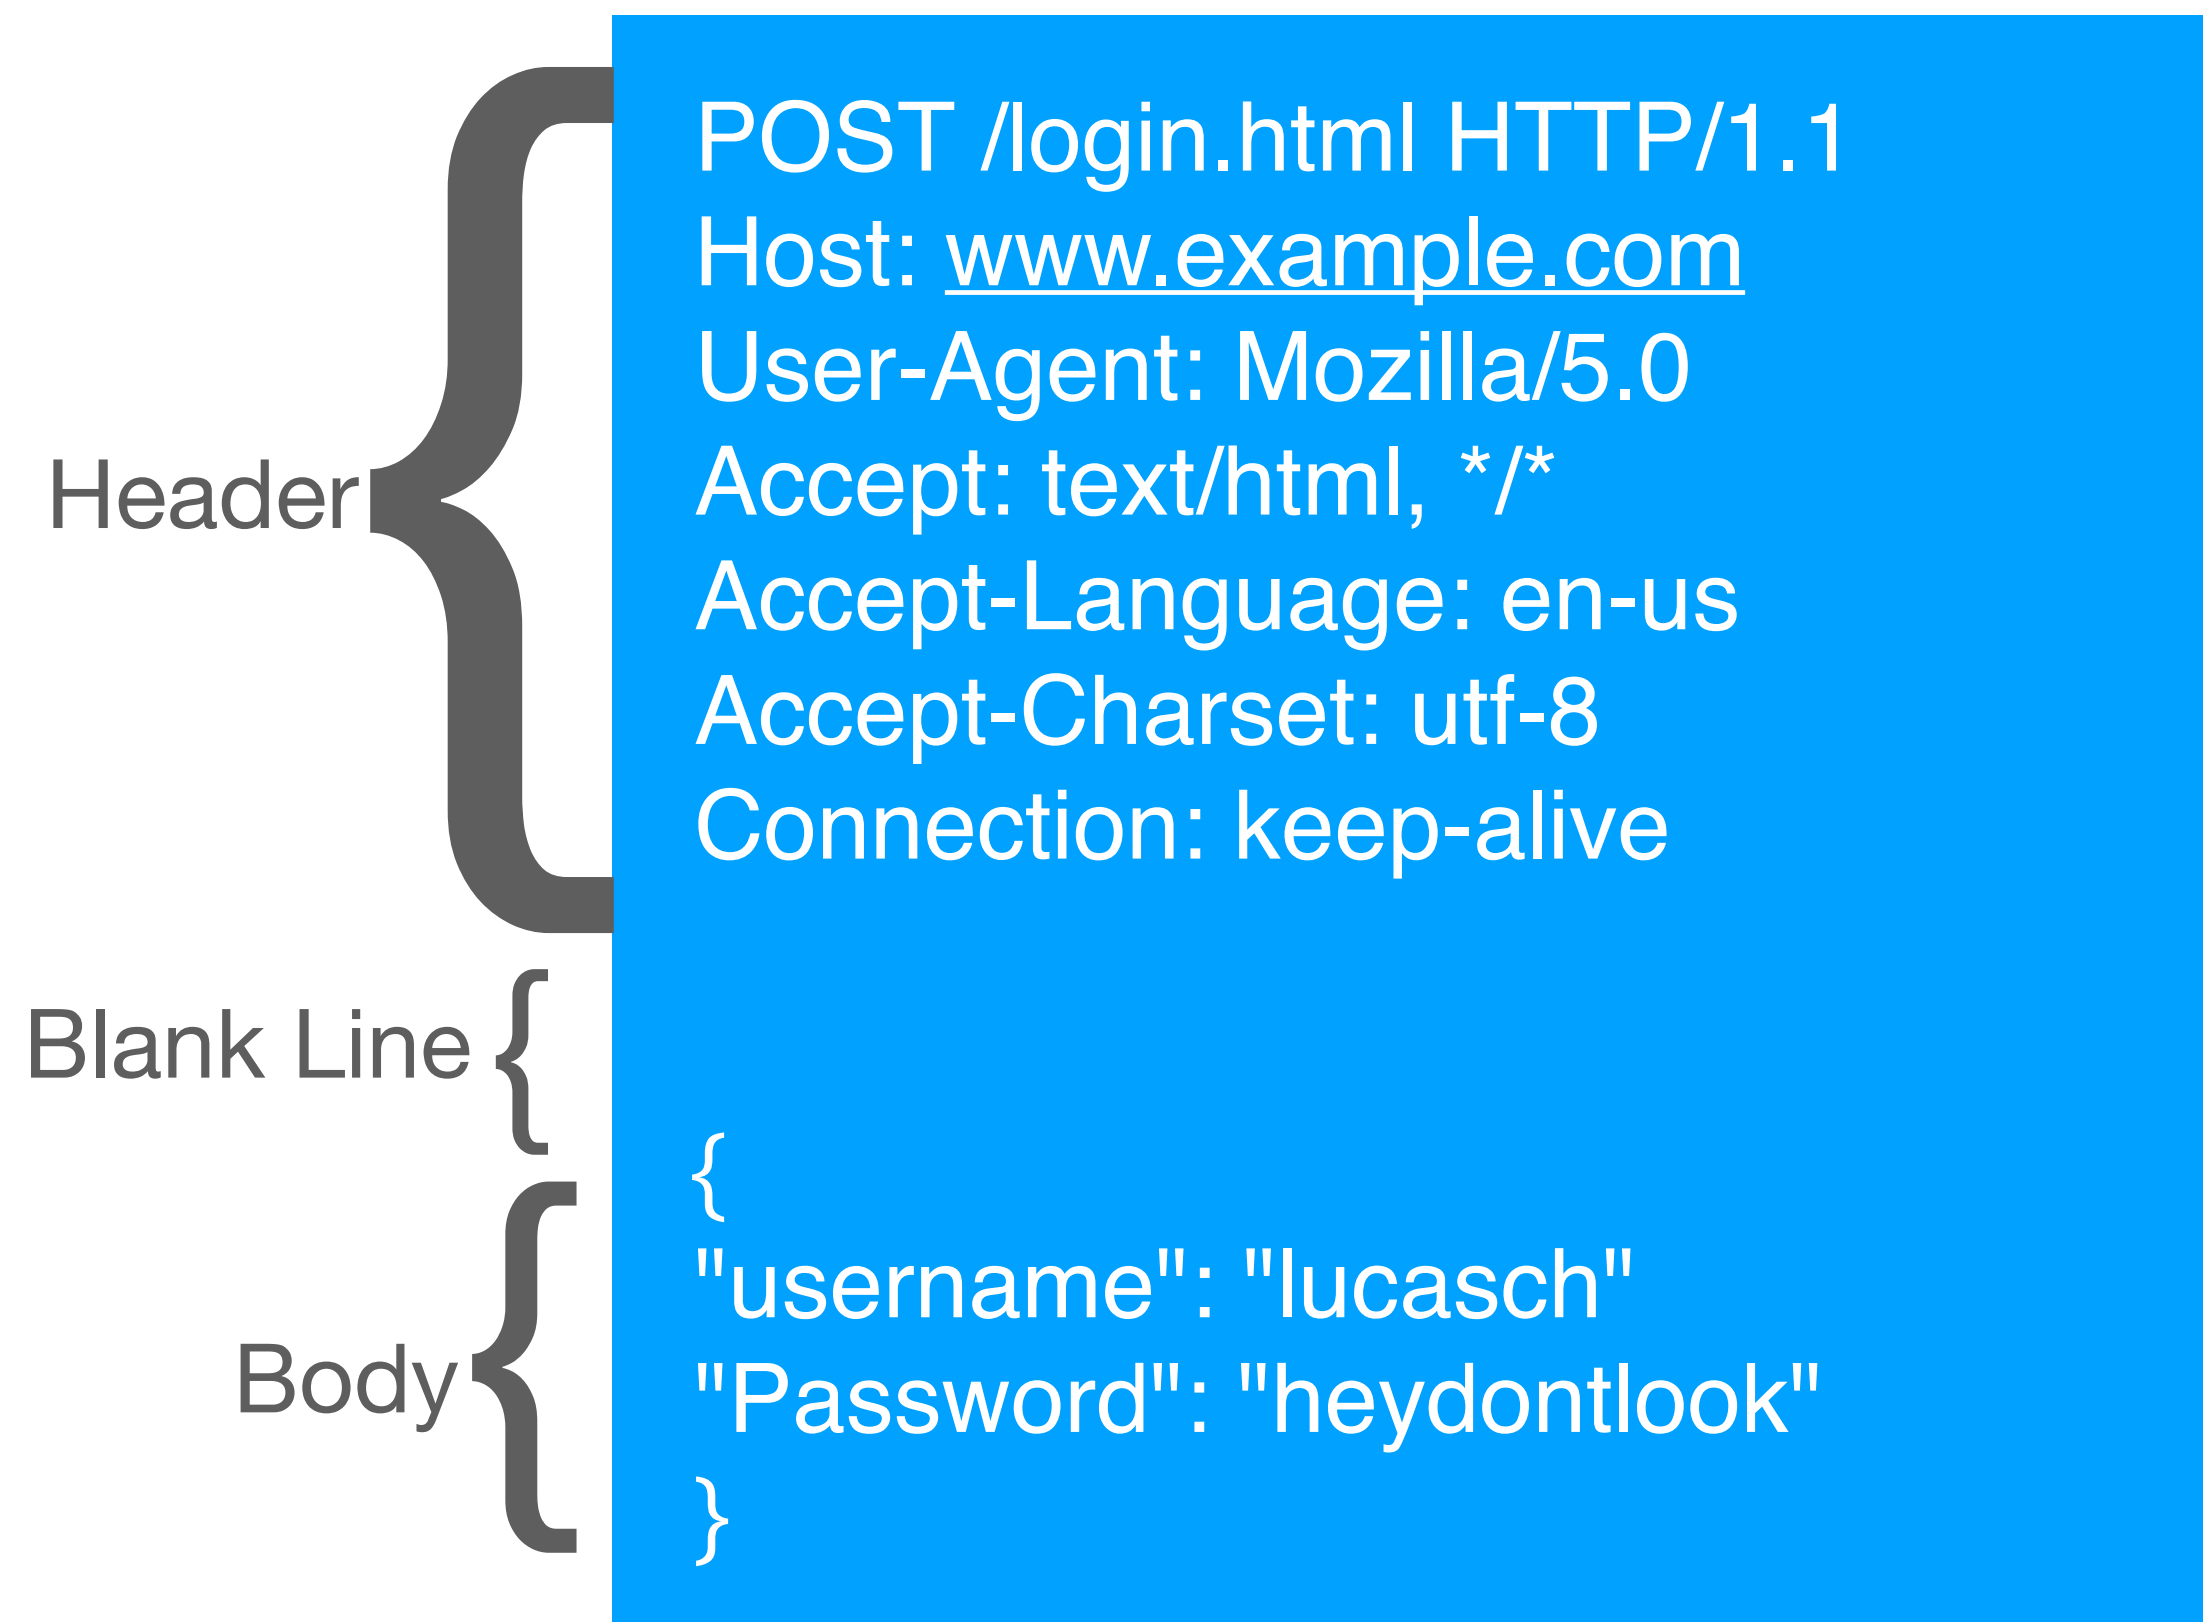 POST /login.html HTTP/1.1
Host: www.example.com
User-Agent: Mozilla/5.0
Accept: text/html, */*
Accept-Language: en-us
Accept-Charset: utf-8
Connection: keep-alive
Header
Blank Line
{
"username": "lucasch"
"Password": "heydontlook"
}
Body